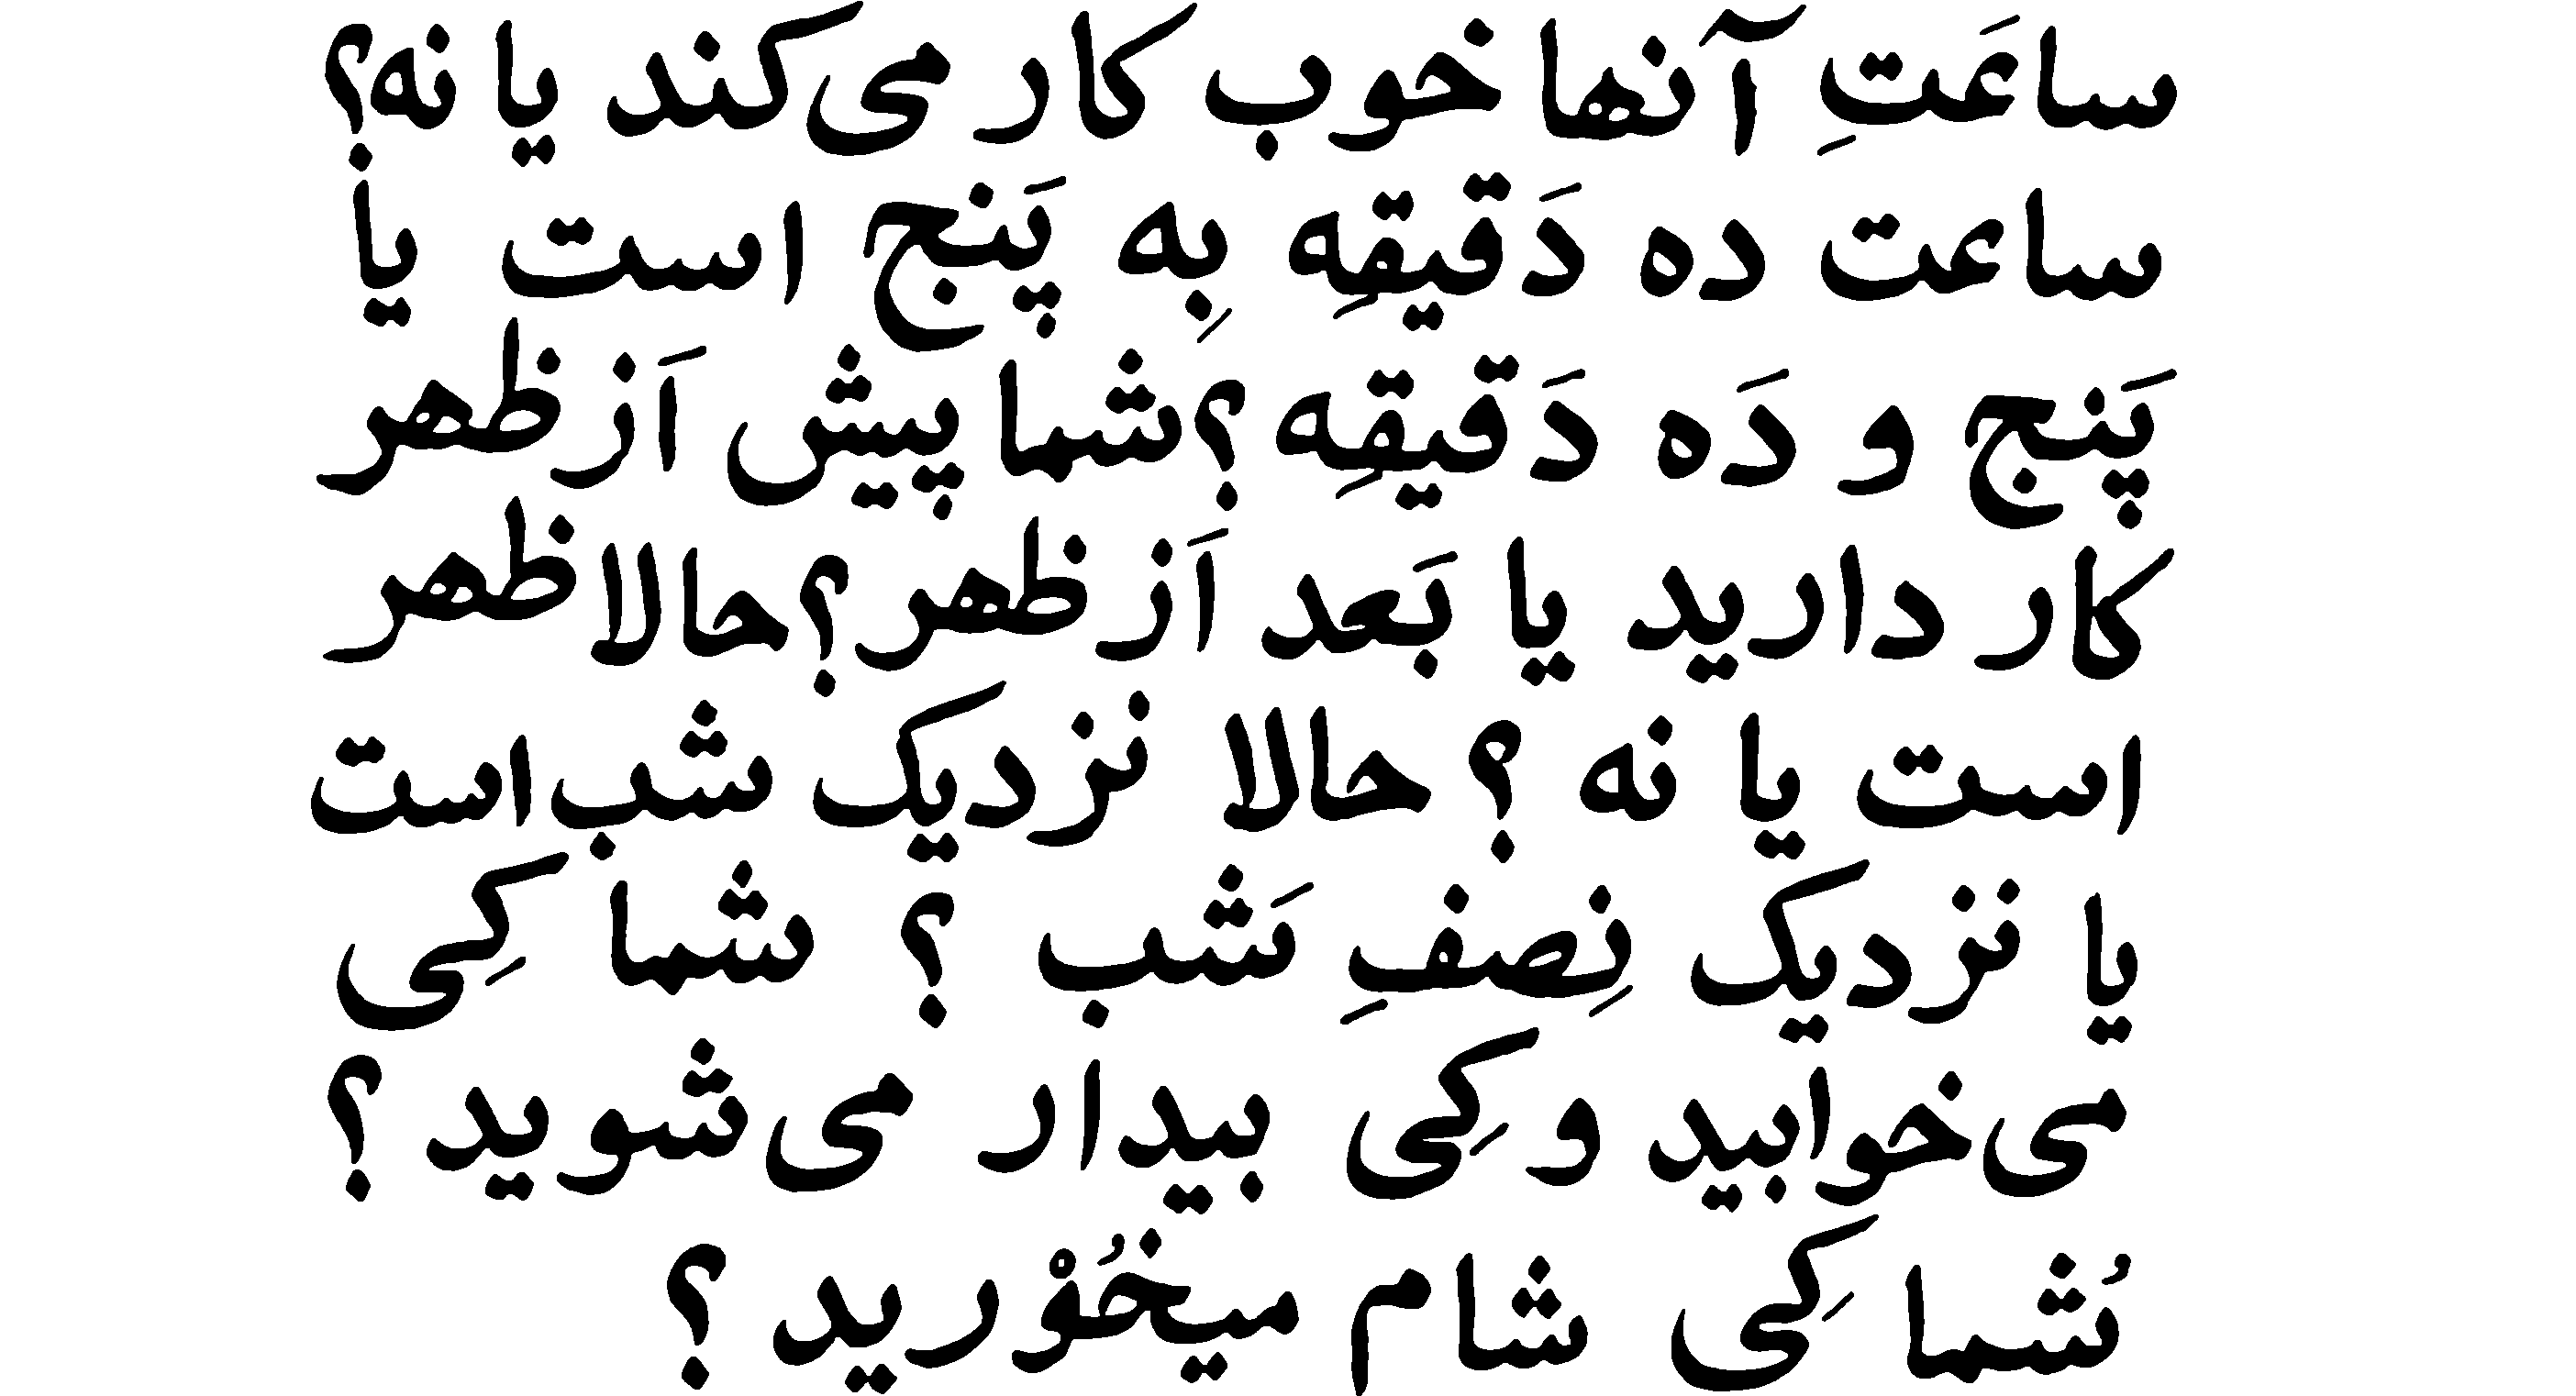 ساعَتِ آنها خوب کار می‌کند یا نه؟
ساعت ده دَقیقِه بِه پَنج است یا
پَنج و دَه دَقیقِه ؟ شما پیش اَز ظهر
کار دارید یا بَعد اَز ظهر؟ حالا ظهر
است یا نه ؟ حالا نزدیک شب است
یا نزدیک نِصفِ شَب ؟ شما کِی
می‌خوابید و کِی بیدار می‌شوید ؟
شُما کِی شام میخُوْرید ؟